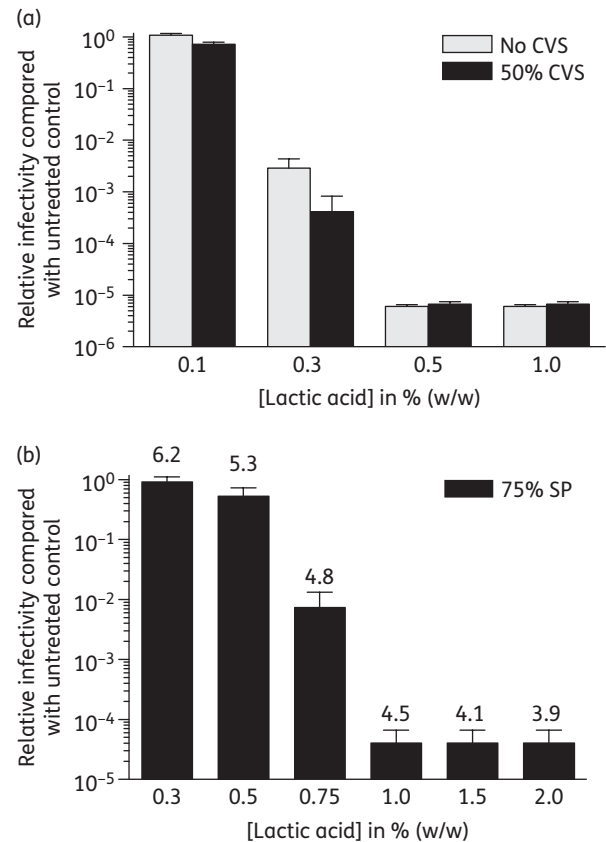 (a)
Relative infectivity compared
with untreated control
10⁰
10⁻¹
10⁻²
10⁻³
10⁻⁴
10⁻⁵
10⁻⁶
No CVS
50% CVS
0.1 0.3 0.5 1.0
[Lactic acid] in % (w/w)
(b)
Relative infectivity compared
with untreated control
10⁰
10⁻¹
10⁻²
10⁻³
10⁻⁴
10⁻⁵
6.2 5.3 4.8 4.5 4.1 3.9
75% SP
0.3 0.5 0.75 1.0 1.5 2.0
[Lactic acid] in % (w/w)